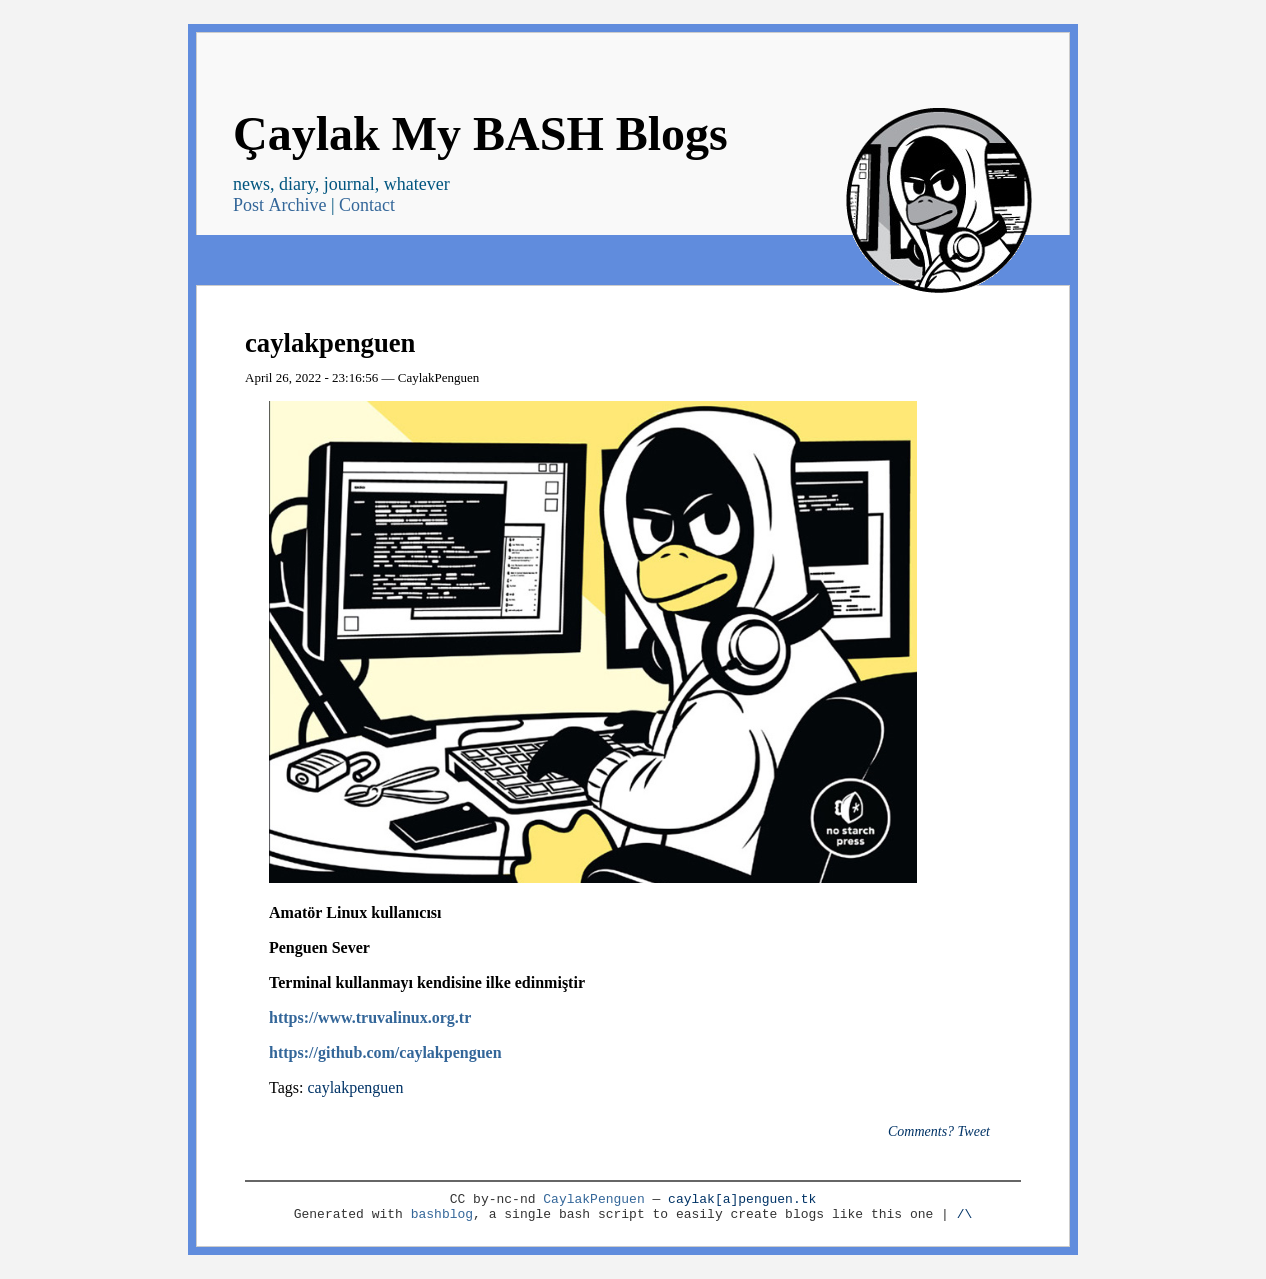 Çaylak My BASH Blogs
news, diary, journal, whatever
Post Archive | Contact
caylakpenguen
April 26, 2022 - 23:16:56 — CaylakPenguen
no starch
press
Amatör Linux kullanıcısı
Penguen Sever
Terminal kullanmayı kendisine ilke edinmiştir
https://www.truvalinux.org.tr
https://github.com/caylakpenguen
Tags: caylakpenguen
Comments? Tweet
CC by-nc-nd CaylakPenguen — caylak[a]penguen.tk
Generated with bashblog, a single bash script to easily create blogs like this one | /\